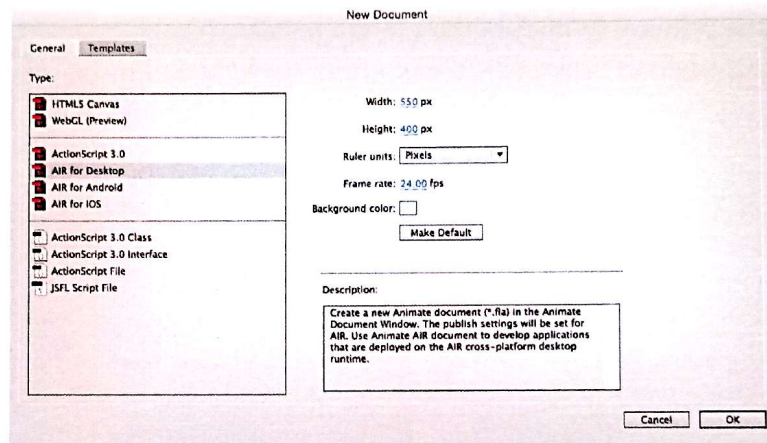 New Document
General
Templates
Type:
HTML5 Canvas
WebGL (Preview)
ActionScript 3.0
AIR for Desktop
AIR for Android
AIR for iOS
ActionScript 3.0 Class
ActionScript 3.0 Interface
ActionScript File
JSFL Script File
Width: 550 px
Height: 400 px
Ruler units: Pixels
Frame rate: 24.00 fps
Background color:
Make Default
Description:
Create a new Animate document (*.fla) in the Animate
Document Window. The publish settings will be set for
AIR. Use Animate AIR document to develop applications
that are deployed on the AIR cross-platform desktop
runtime.
Cancel
OK